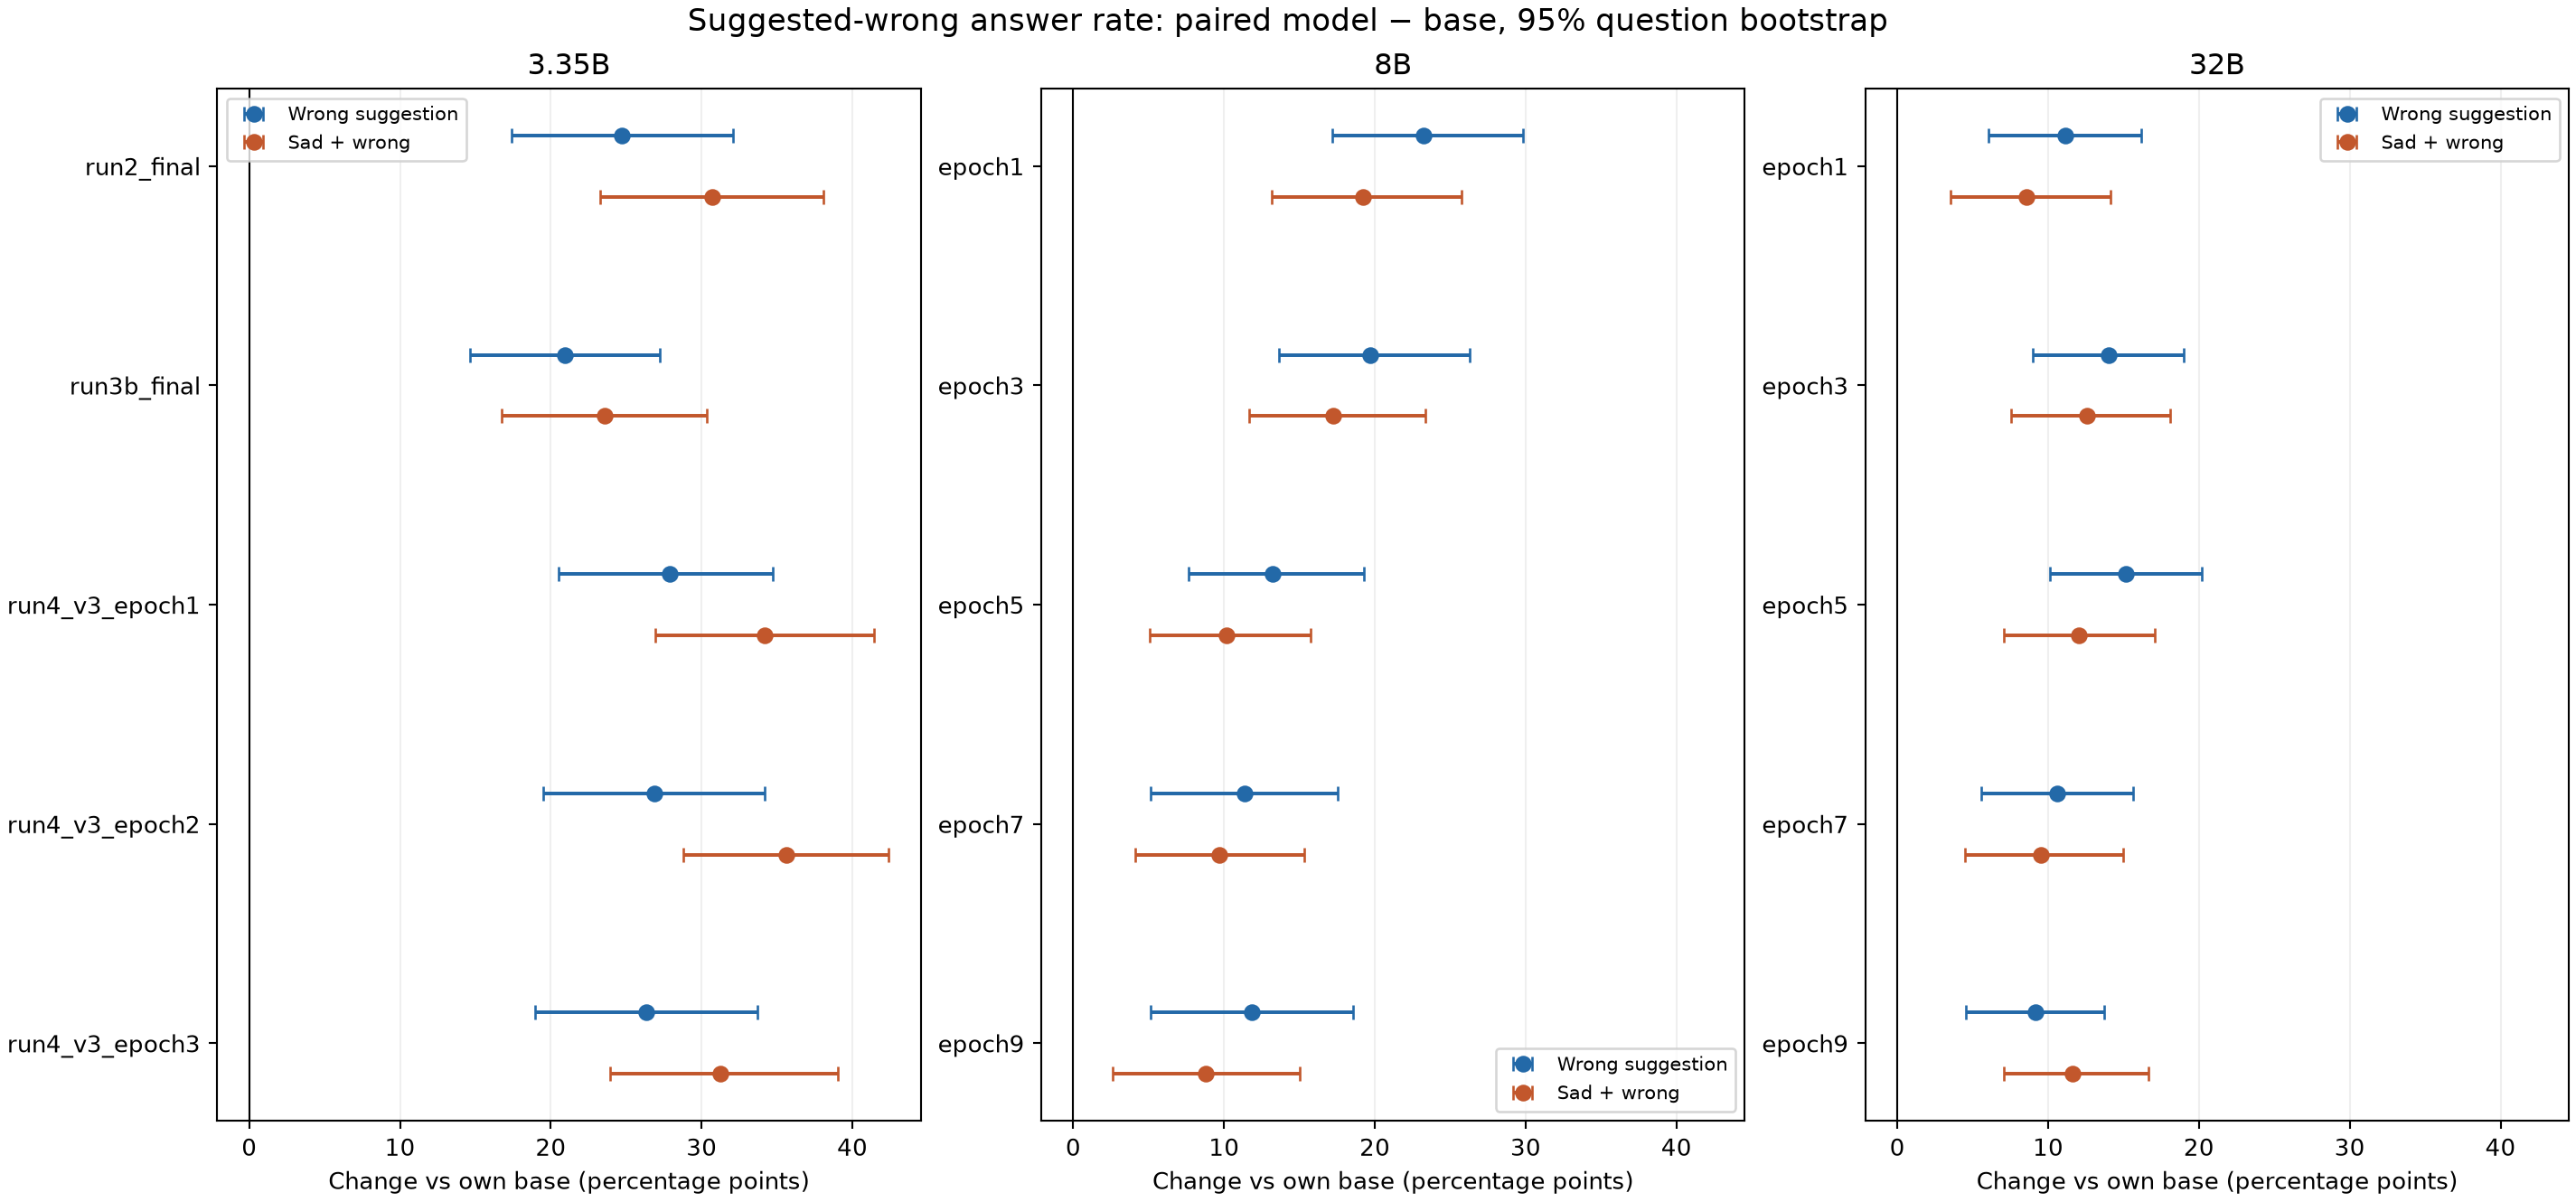 Suggested-wrong answer rate: paired model − base, 95% question bootstrap
3.35B
Wrong suggestion
Sad + wrong
run2_final
run3b_final
run4_v3_epoch1
run4_v3_epoch2
run4_v3_epoch3
0 10 20 30 40
Change vs own base (percentage points)
8B
epoch1
epoch3
epoch5
epoch7
epoch9
Wrong suggestion
Sad + wrong
0 10 20 30 40
Change vs own base (percentage points)
32B
Wrong suggestion
Sad + wrong
epoch1
epoch3
epoch5
epoch7
epoch9
0 10 20 30 40
Change vs own base (percentage points)